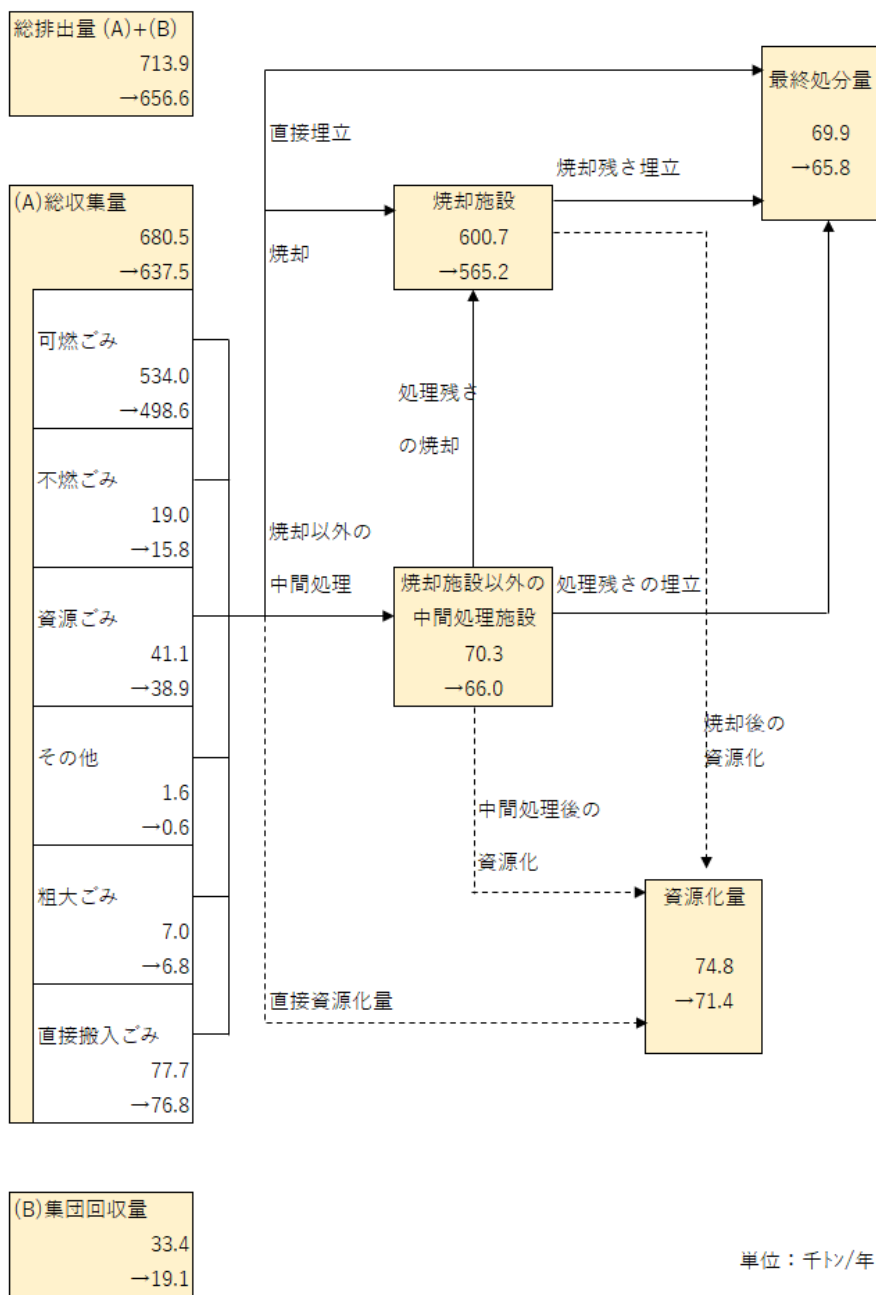 総排出量 (A)+(B)
713.9
→656.6
最終処分量
69.9
→65.8
直接埋立
焼却残さ埋立
(A)総収集量
680.5
→637.5
焼却施設
600.7
→565.2
焼却
可燃ごみ
534.0
→498.6
処理残さ
の焼却
不燃ごみ
19.0
→15.8
焼却以外の
中間処理
焼却施設以外の
中間処理施設
70.3
→66.0
処理残さの埋立
資源ごみ
41.1
→38.9
焼却後の
資源化
その他
1.6
→0.6
中間処理後の
資源化
粗大ごみ
7.0
→6.8
資源化量
74.8
→71.4
直接資源化量
直接搬入ごみ
77.7
→76.8
(B)集団回収量
33.4
→19.1
単位：千㌧/年